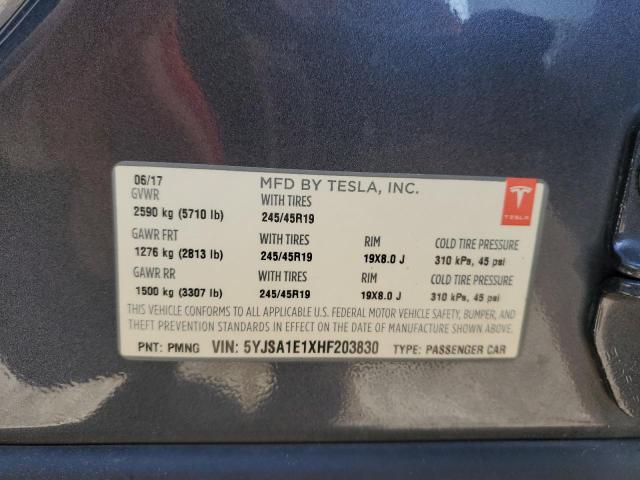 06/17 MFD BY TESLA, INC.
GVWR WITH TIRES
2590 kg (5710 lb) 245/45R19
TESLA
GAWR FRT WITH TIRES RIM COLD TIRE PRESSURE
1276 kg (2813 lb) 245/45R19 19X8.0 J 310 kPa, 45 psi
GAWR RR WITH TIRES RIM COLD TIRE PRESSURE
1500 kg (3307 lb) 245/45R19 19X8.0 J 310 kPa, 45 psi
THIS VEHICLE CONFORMS TO ALL APPLICABLE U.S. FEDERAL MOTOR VEHICLE SAFETY, BUMPER, AND
THEFT PREVENTION STANDARDS IN EFFECT ON THE DATE OF MANUFACTURE SHOWN ABOVE.
PNT: PMNG VIN: 5YJSA1E1XHF203830 TYPE: PASSENGER CAR